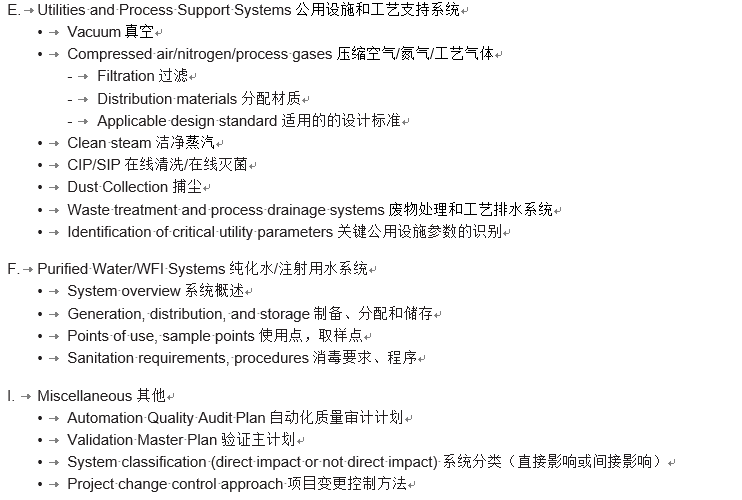 E. Utilities and Process Support Systems 公用设施和工艺支持系统
• Vacuum 真空
• Compressed air/nitrogen/process gases 压缩空气/氮气/工艺气体
- Filtration 过滤
- Distribution materials 分配材质
- Applicable design standard 适用的的设计标准
• Clean steam 洁净蒸汽
• CIP/SIP 在线清洗/在线灭菌
• Dust Collection 捕尘
• Waste treatment and process drainage systems 废物处理和工艺排水系统
• Identification of critical utility parameters 关键公用设施参数的识别
F. Purified Water/WFI Systems 纯化水/注射用水系统
• System overview 系统概述
• Generation, distribution, and storage 制备、分配和储存
• Points of use, sample points 使用点，取样点
• Sanitation requirements, procedures 消毒要求、程序
I. Miscellaneous 其他
• Automation Quality Audit Plan 自动化质量审计计划
• Validation Master Plan 验证主计划
• System classification (direct impact or not direct impact) 系统分类（直接影响或间接影响）
• Project change control approach 项目变更控制方法